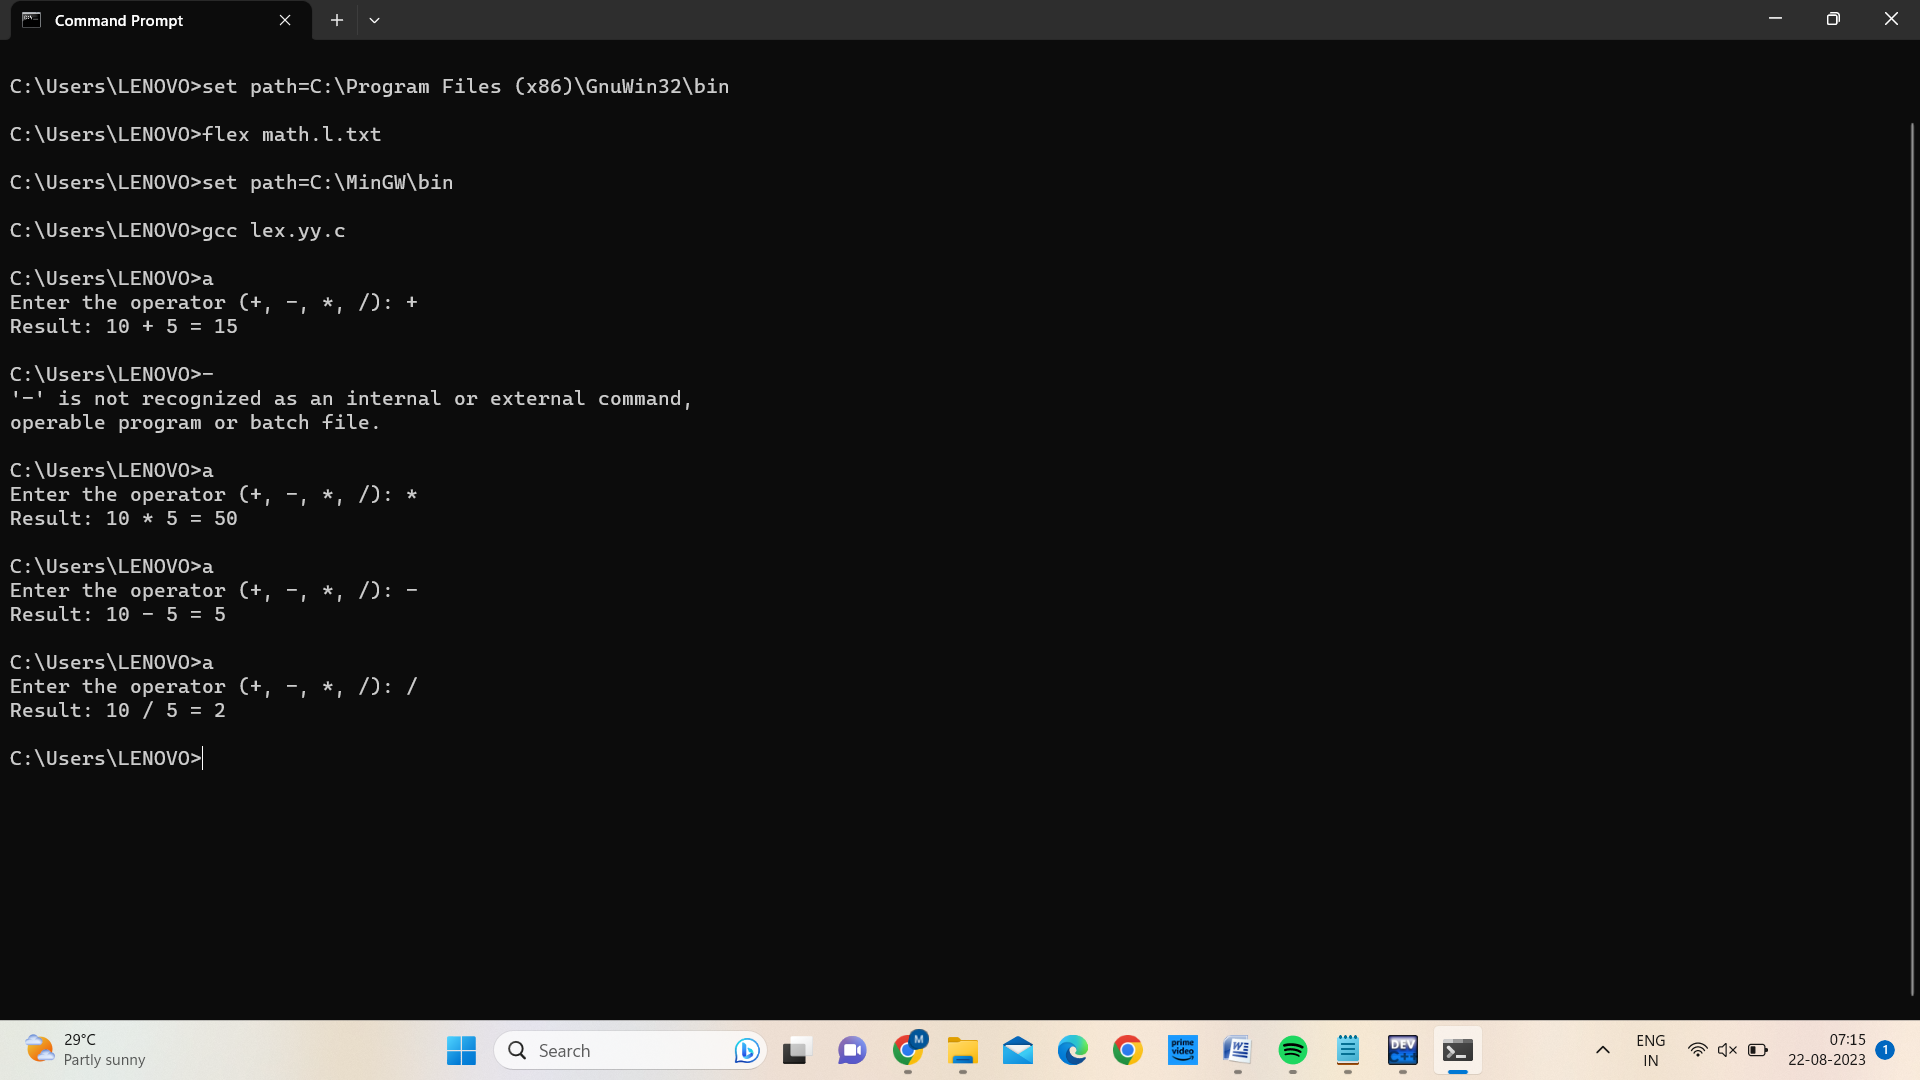 Command Prompt
C:\Users\LENOVO>set path=C:\Program Files (x86)\GnuWin32\bin
C:\Users\LENOVO>flex math.l.txt
C:\Users\LENOVO>set path=C:\MinGW\bin
C:\Users\LENOVO>gcc lex.yy.c
C:\Users\LENOVO>a
Enter the operator (+, -, *, /): +
Result: 10 + 5 = 15
C:\Users\LENOVO>-
'-' is not recognized as an internal or external command,
operable program or batch file.
C:\Users\LENOVO>a
Enter the operator (+, -, *, /): *
Result: 10 * 5 = 50
C:\Users\LENOVO>a
Enter the operator (+, -, *, /): -
Result: 10 - 5 = 5
C:\Users\LENOVO>a
Enter the operator (+, -, *, /): /
Result: 10 / 5 = 2
C:\Users\LENOVO>
29°C
Partly sunny
Search
M
prime video
W
DEV C++
ENG
IN
07:15
22-08-2023
1